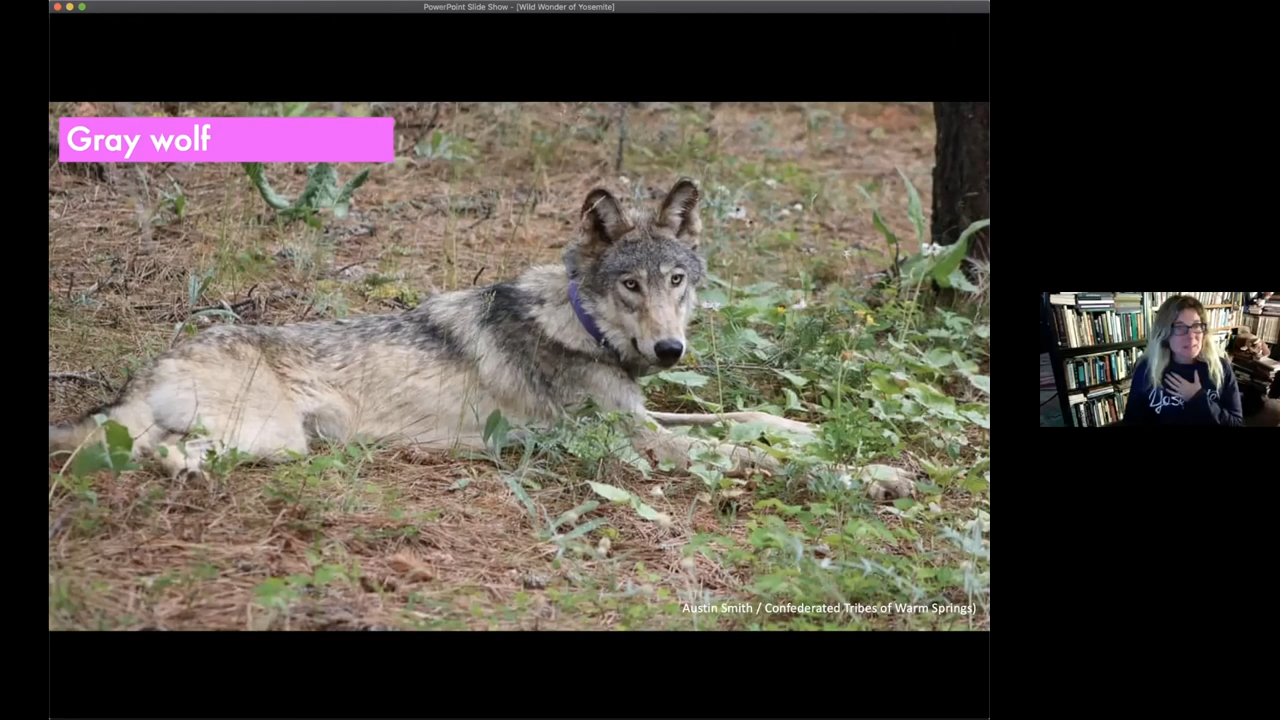 PowerPoint Slide Show - [Wild Wonder of Yosemite]
Gray wolf
Austin Smith / Confederated Tribes of Warm Springs)